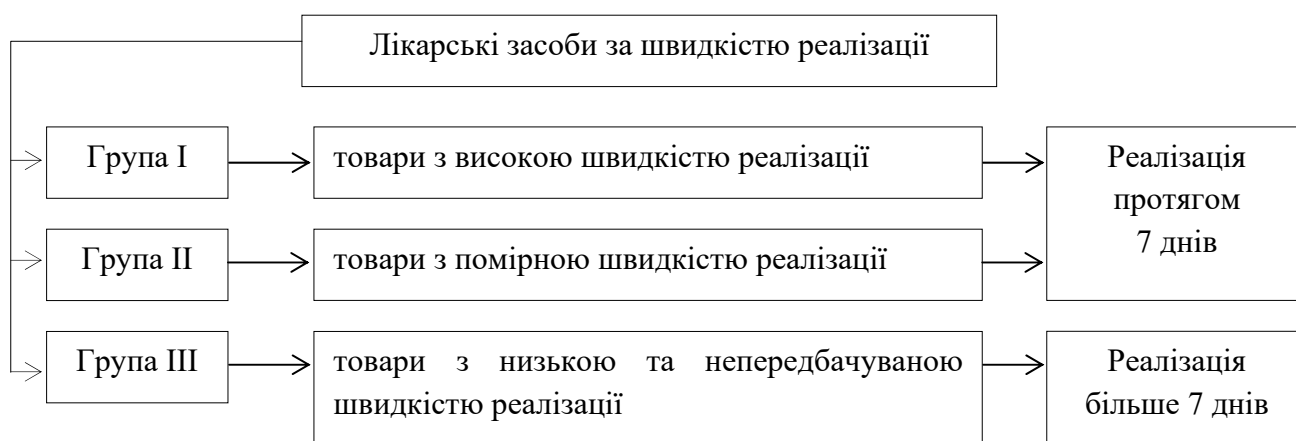 Лікарські засоби за швидкістю реалізації
Група I
товари з високою швидкістю реалізації
Реалізація
протягом
7 днів
Група II
товари з помірною швидкістю реалізації
Група III
товари з низькою та непередбачуваною
швидкістю реалізації
Реалізація
більше 7 днів